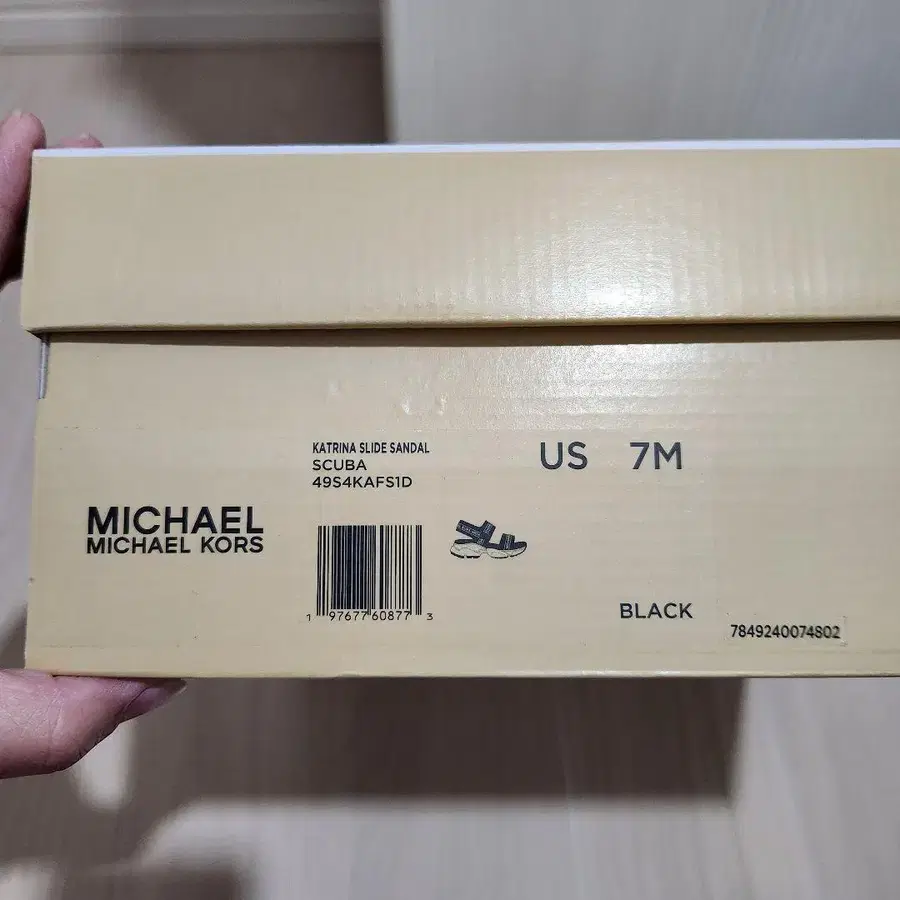 KATRINA SLIDE SANDAL
SCUBA
49S4KAFS1D
US 7M
MICHAEL
MICHAEL KORS
1 97677 60877 3
BLACK
7849240074802